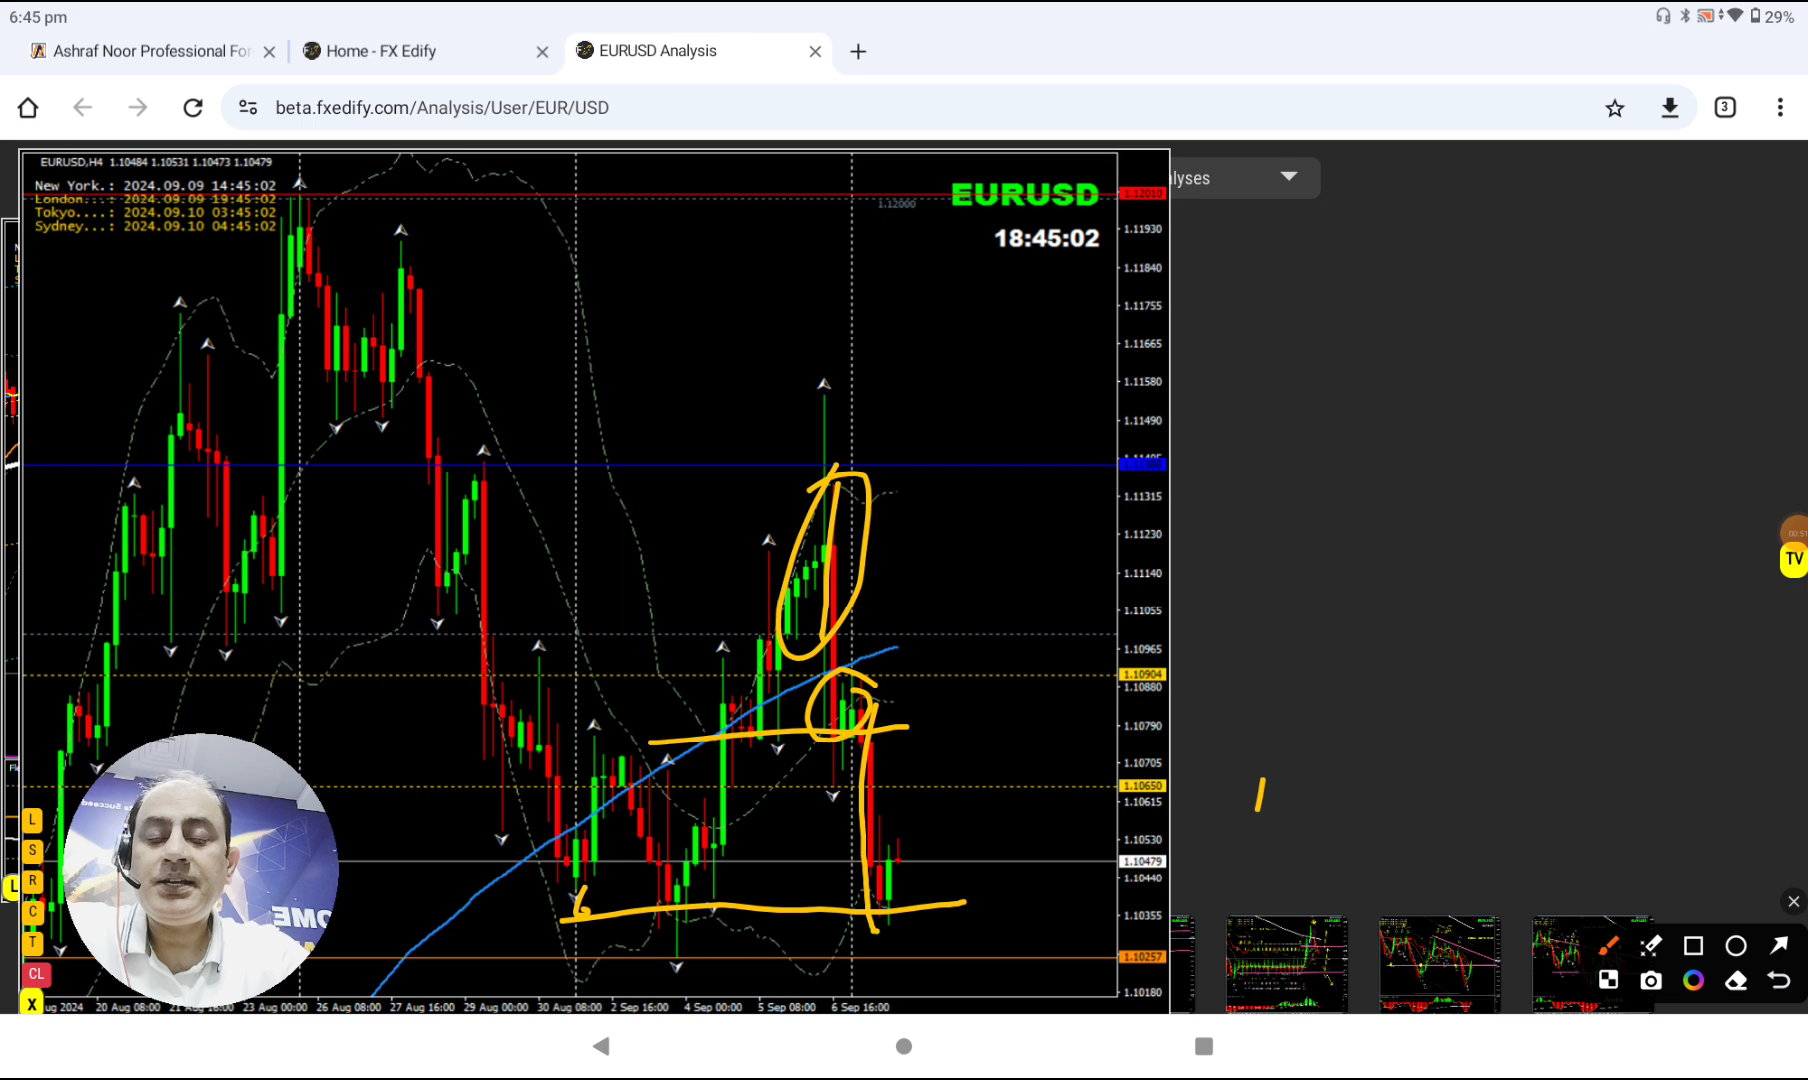 6:45 pm
29%
Ashraf Noor Professional For
Home - FX Edify
EURUSD Analysis
beta.fxedify.com/Analysis/User/EUR/USD
3
EURUSD,H4 1.10484 1.10531 1.10473 1.10479
New York.: 2024.09.09 14:45:02
London...: 2024.09.09 19:45:02
Tokyo....: 2024.09.10 03:45:02
Sydney...: 2024.09.10 04:45:02
EURUSD
18:45:02
lyses
1.12000
1.12010
1.11930
1.11840
1.11755
1.11665
1.11580
1.11490
1.11315
1.11230
1.11140
1.11055
1.10965
1.10904
1.10880
1.10790
1.10705
1.10650
1.10615
1.10530
1.10479
1.10440
1.10355
1.10257
1.10180
TV
L
S
R
C
T
CL
X
L
ug 2024
20 Aug 08:00
21 Aug 16:00
23 Aug 00:00
26 Aug 08:00
27 Aug 16:00
29 Aug 00:00
30 Aug 08:00
2 Sep 16:00
4 Sep 00:00
5 Sep 08:00
6 Sep 16:00